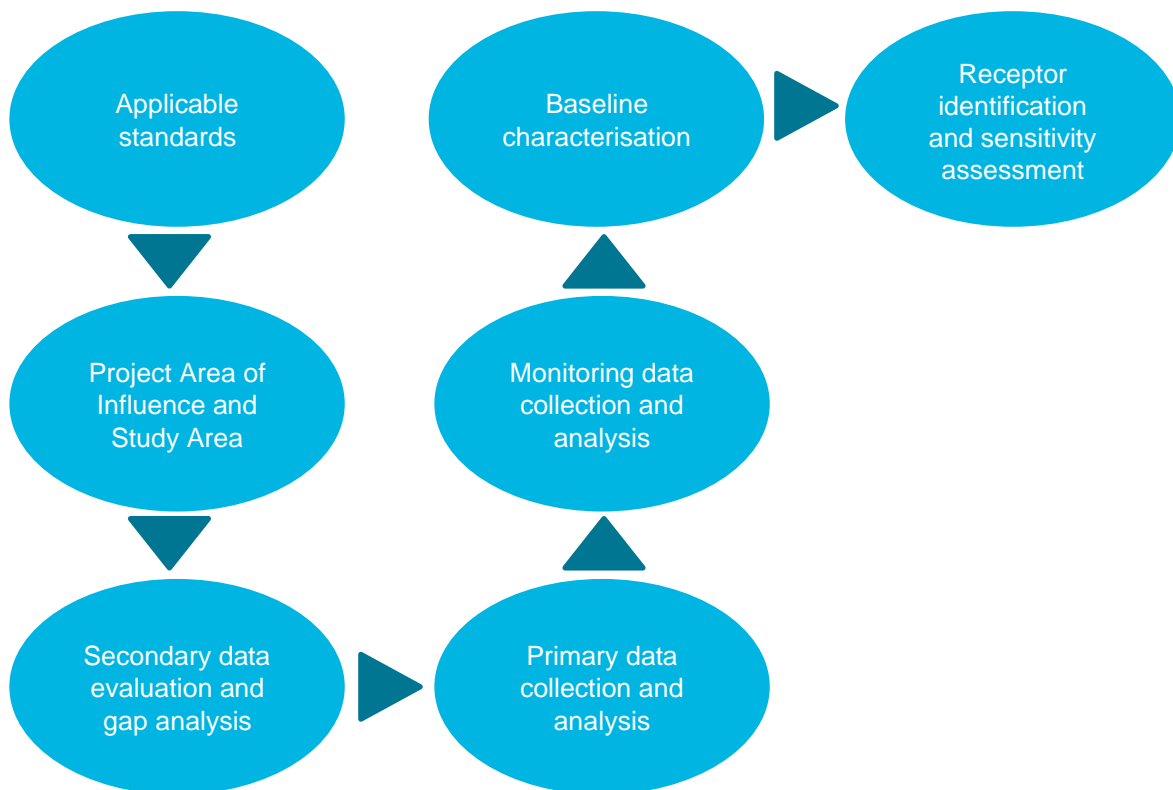 Applicable
standards
Project Area of
Influence and
Study Area
Secondary data
evaluation and
gap analysis
Primary data
collection and
analysis
Monitoring data
collection and
analysis
Baseline
characterisation
Receptor
identification
and sensitivity
assessment